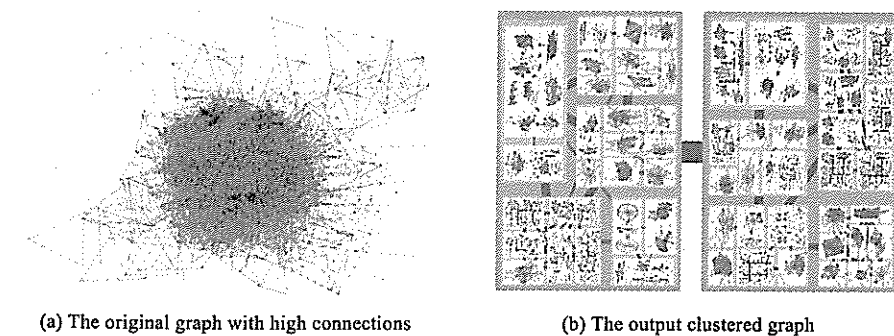 (a) The original graph with high connections
(b) The output clustered graph